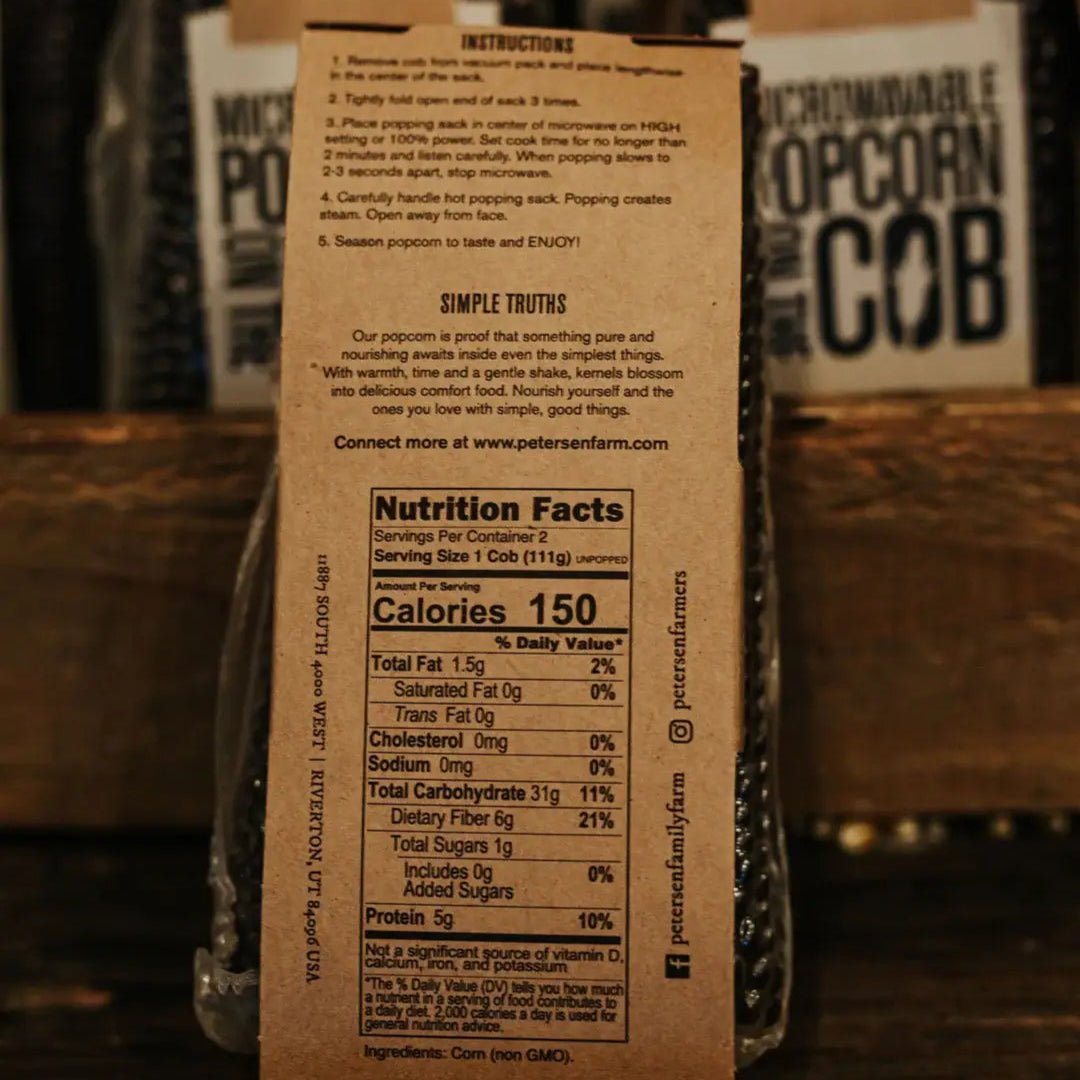 INSTRUCTIONS
1. Remove cob from vacuum pack and place lengthwise
in the center of the sack.
2. Tightly fold open end of sack 3 times.
3. Place popping sack in center of microwave on HIGH
setting or 100% power. Set cook time for no longer than
2 minutes and listen carefully. When popping slows to
2-3 seconds apart, stop microwave.
4. Carefully handle hot popping sack. Popping creates
steam. Open away from face.
5. Season popcorn to taste and ENJOY!
SIMPLE TRUTHS
Our popcorn is proof that something pure and
nourishing awaits inside even the simplest things.
With warmth, time and a gentle shake, kernels blossom
into delicious comfort food. Nourish yourself and the
ones you love with simple, good things.
Connect more at www.petersenfarm.com
Nutrition Facts
Servings Per Container 2
Serving Size 1 Cob (111g) UNPOPPED
Amount Per Serving
Calories 150
% Daily Value*
Total Fat 1.5g 2%
Saturated Fat 0g 0%
Trans Fat 0g
Cholesterol 0mg 0%
Sodium 0mg 0%
Total Carbohydrate 31g 11%
Dietary Fiber 6g 21%
Total Sugars 1g
Includes 0g 0%
Added Sugars
Protein 5g 10%
Not a significant source of vitamin D,
calcium, iron, and potassium
*The % Daily Value (DV) tells you how much
a nutrient in a serving of food contributes to
a daily diet. 2,000 calories a day is used for
general nutrition advice.
Ingredients: Corn (non GMO).
11887 SOUTH 4000 WEST | RIVERTON, UT 84096 USA
petersenfarmers
petersenfamilyfarm
MICR
PO
ON THE
ICROWAVABLE
OPCORN
ON THE
COB